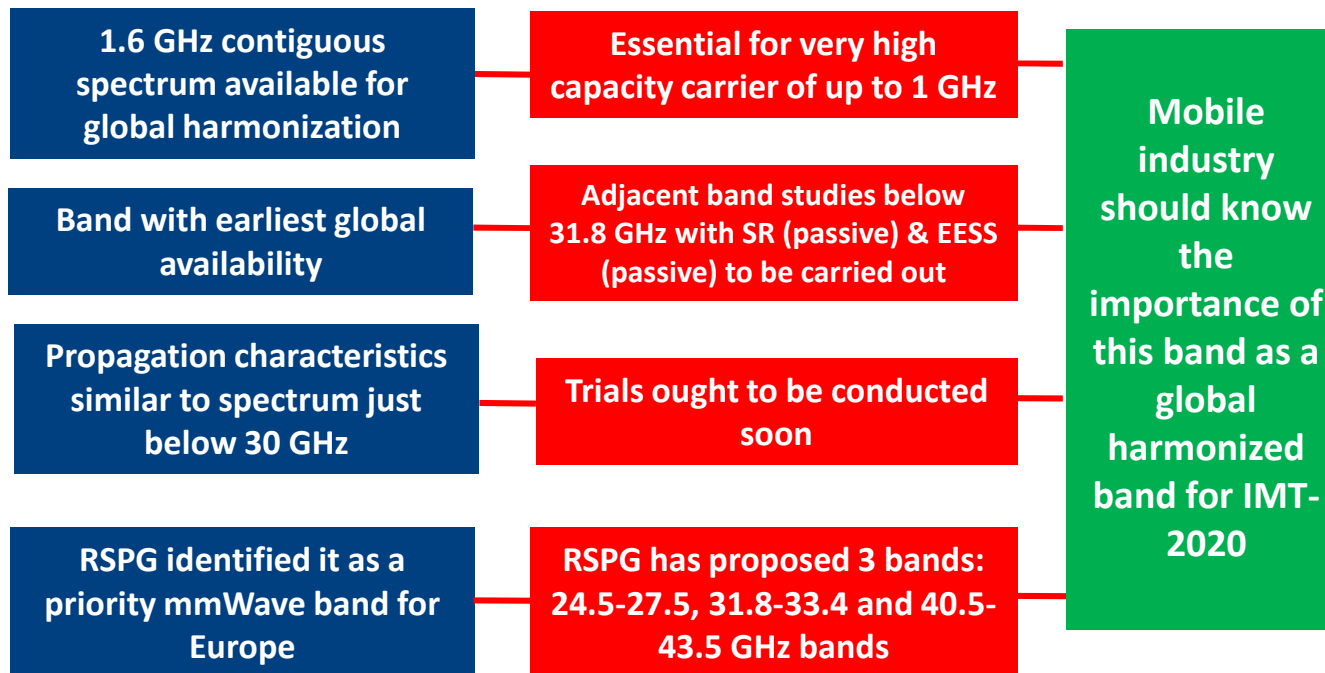 1.6 GHz contiguous
spectrum available for
global harmonization
Essential for very high
capacity carrier of up to 1 GHz
Band with earliest global
availability
Adjacent band studies below
31.8 GHz with SR (passive) & EESS
(passive) to be carried out
Propagation characteristics
similar to spectrum just
below 30 GHz
Trials ought to be conducted
soon
RSPG identified it as a
priority mmWave band for
Europe
RSPG has proposed 3 bands:
24.5-27.5, 31.8-33.4 and 40.5-
43.5 GHz bands
Mobile
industry
should know
the
importance of
this band as a
global
harmonized
band for IMT-
2020